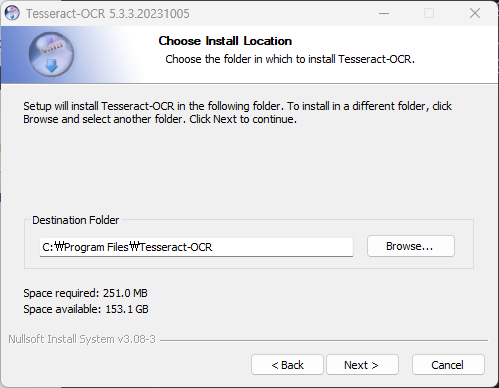 Tesseract-OCR 5.3.3.20231005
Choose Install Location
Choose the folder in which to install Tesseract-OCR.
Setup will install Tesseract-OCR in the following folder. To install in a different folder, click
Browse and select another folder. Click Next to continue.
Destination Folder
C:₩Program Files₩Tesseract-OCR
Browse...
Space required: 251.0 MB
Space available: 153.1 GB
Nullsoft Install System v3.08-3
< Back
Next >
Cancel